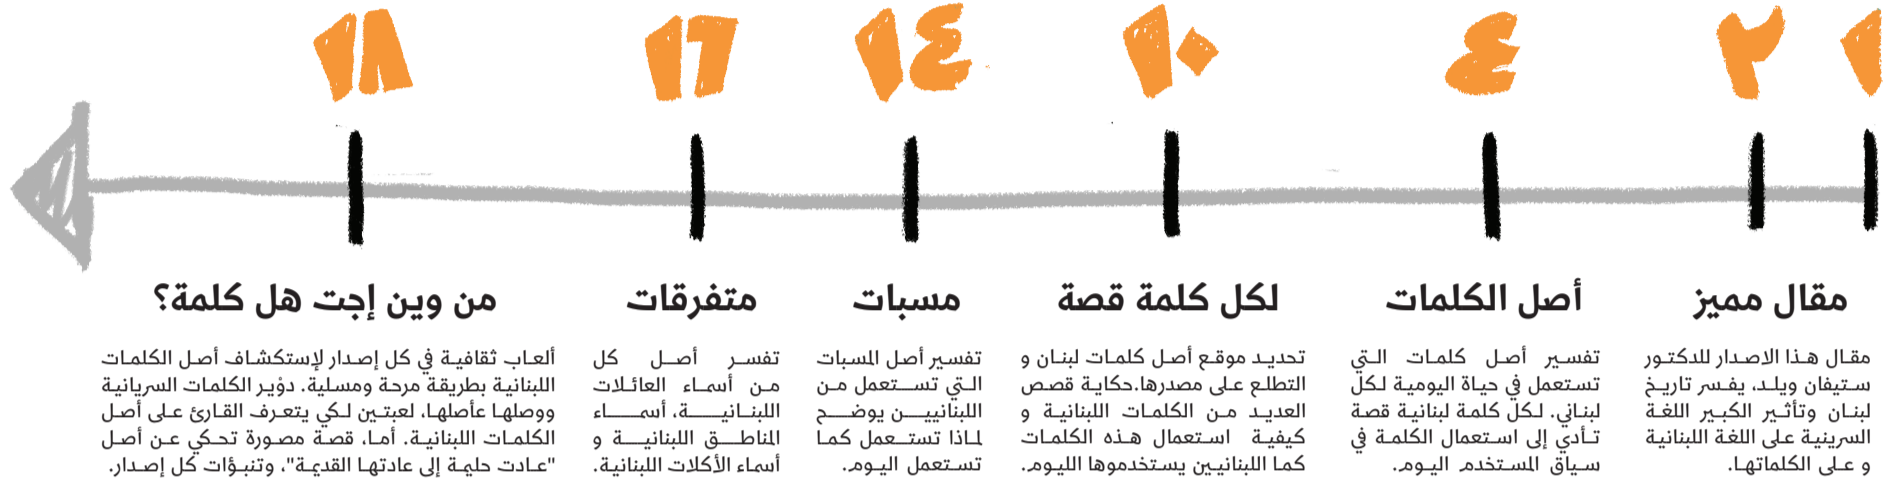 ١
٢
٤
١٠
١٤
١٦
١٨
مقال مميز
مقال هذا الاصدار للدكتور
ستيفان ويلد، يفسر تاريخ
لبنان وتأثير الكبير اللغة
السرينية على اللغة اللبنانية
و على الكلماتها.
أصل الكلمات
تفسير أصل كلمات التي
تستعمل في حياة اليومية لكل
لبناني. لكل كلمة لبنانية قصة
تأدي إلى استعمال الكلمة في
سياق المستخدم اليوم.
لكل كلمة قصة
تحديد موقع أصل كلمات لبنان و
التطلع على مصدرها.حكاية قصص
العديد من الكلمات اللبنانية و
كيفية استعمال هذه الكلمات
كما اللبنانيين يستخدموها الليوم.
مسبات
تفسير أصل المسبات
التي تستعمل من
اللبنانيين يوضح
لماذا تستعمل كما
تستعمل اليوم.
متفرقات
تفسر أصل كل
من أسماء العائلات
اللبنانية، أسماء
المناطق اللبنانية و
أسماء الأكلات اللبنانية.
من وين إجت هل كلمة؟
ألعاب ثقافية في كل إصدار لإستكشاف أصل الكلمات
اللبنانية بطريقة مرحة ومسلية. دؤير الكلمات السريانية
ووصلها عأصلها، لعبتين لكي يتعرف القارئ على أصل
الكلمات اللبنانية. أما، قصة مصورة تحكي عن أصل
"عادت حليمة إلى عادتها القديمة"، وتنبؤات كل إصدار.